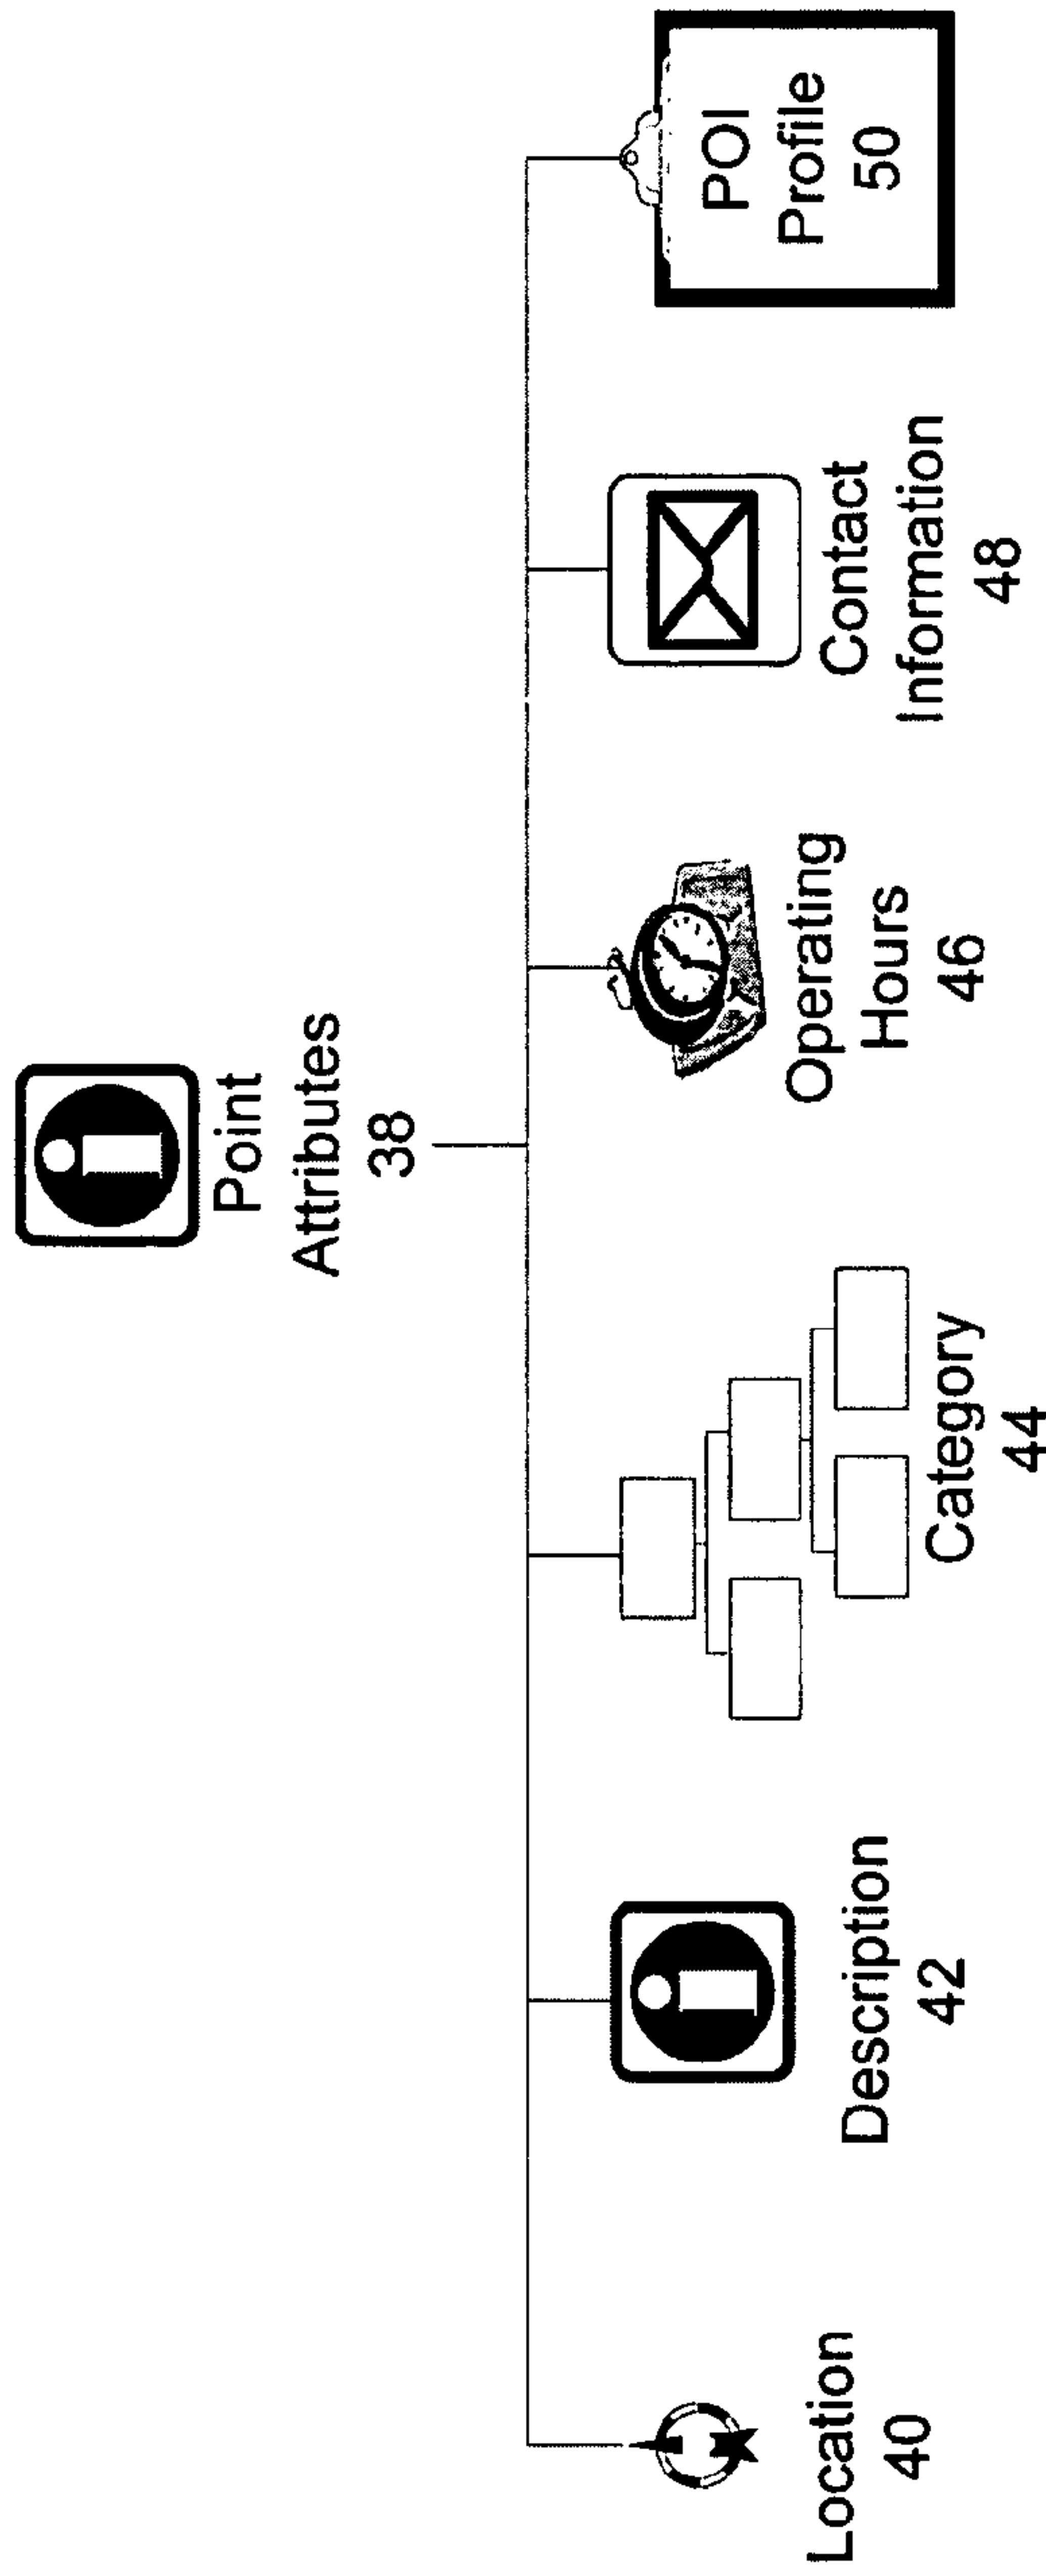 Point
Attributes
38
Location
40
Description
42
Category
44
Operating
Hours
46
Contact
Information
48
POI
Profile
50